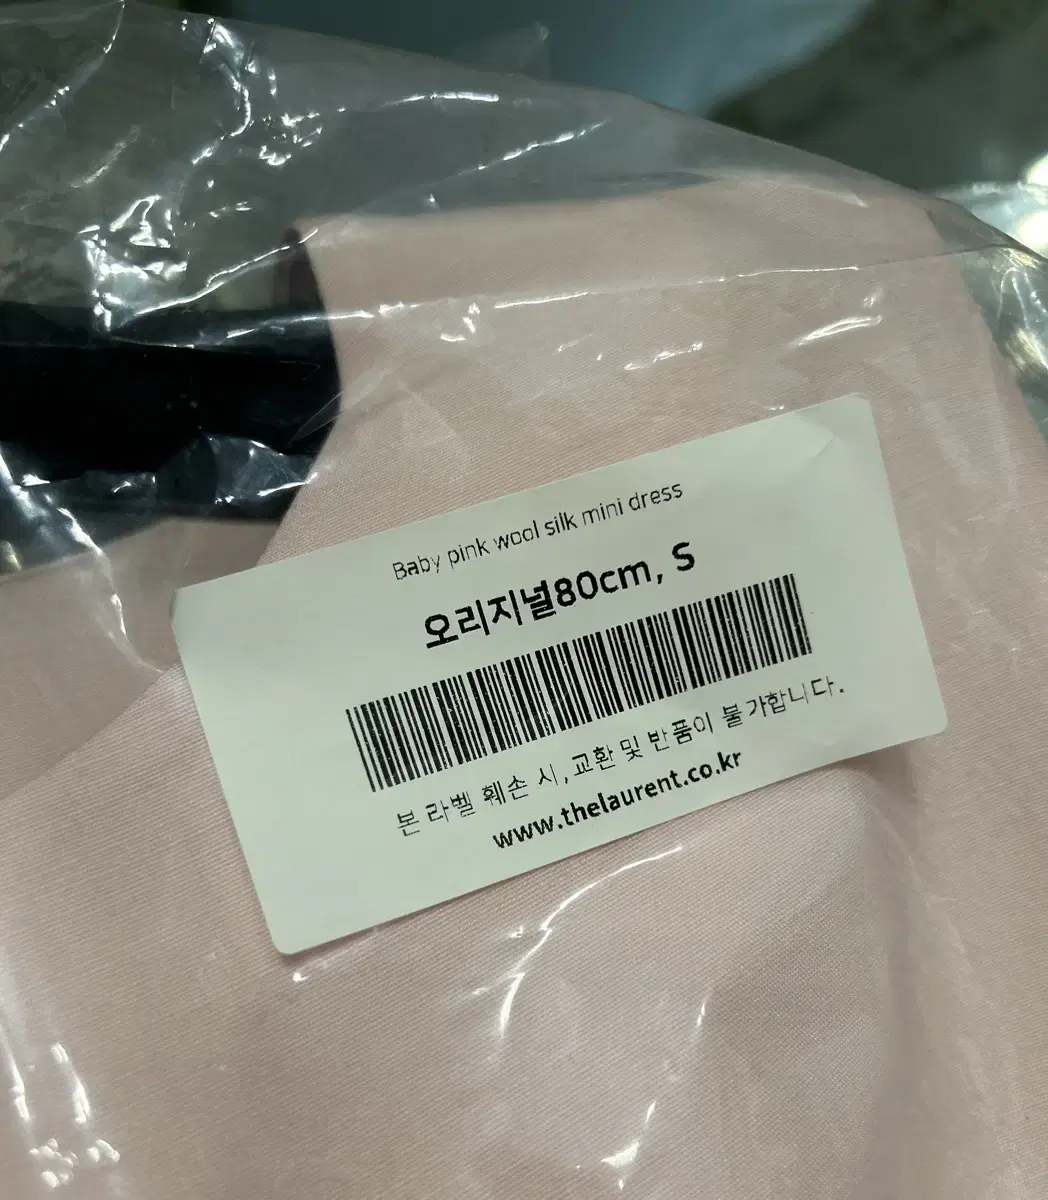 Baby pink wool silk mini dress
오리지널80cm, S
본 라벨 훼손 시,교환 및 반품이 불가합니다.
www.thelaurent.co.kr